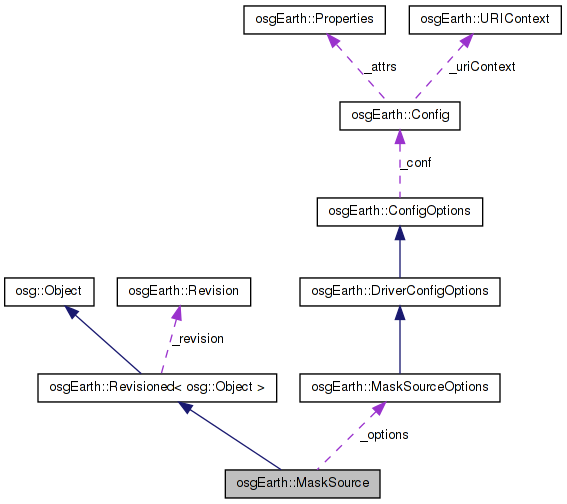 osgEarth::Properties
osgEarth::URIContext
_attrs
_uriContext
osgEarth::Config
_conf
osgEarth::ConfigOptions
osg::Object
osgEarth::Revision
osgEarth::DriverConfigOptions
_revision
osgEarth::Revisioned< osg::Object >
osgEarth::MaskSourceOptions
_options
osgEarth::MaskSource